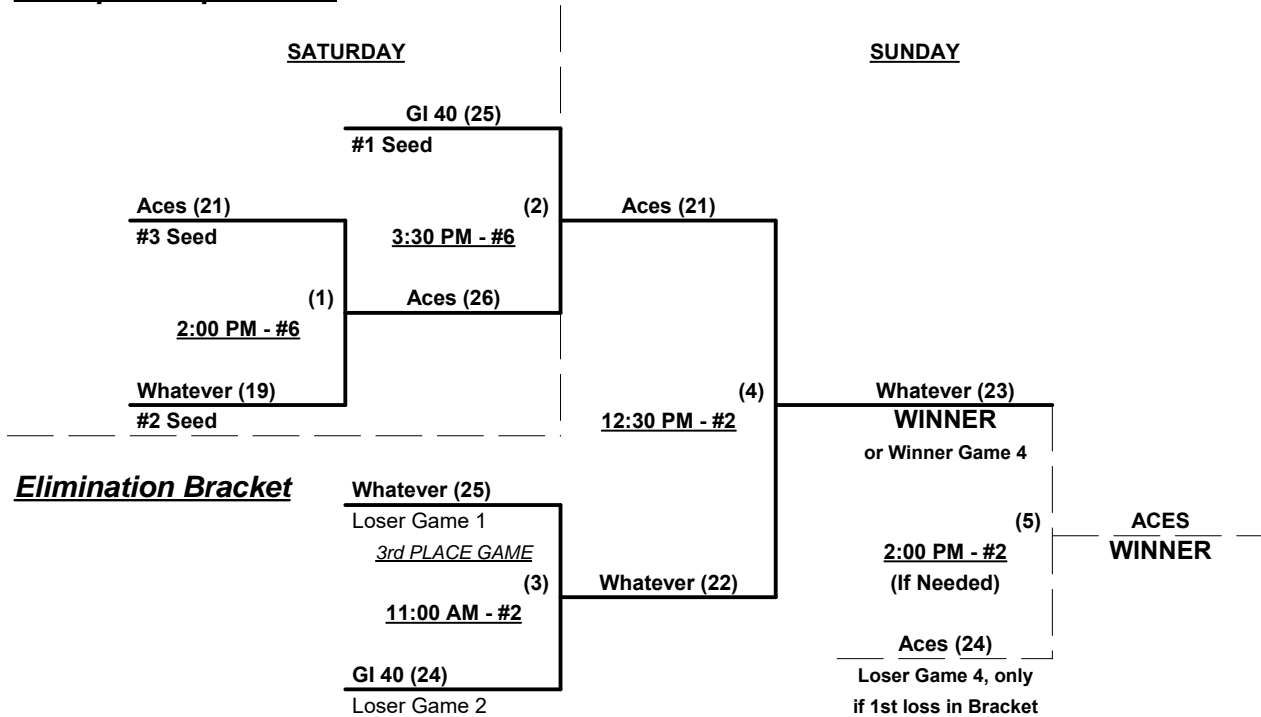 SATURDAY
SUNDAY
GI 40 (25)
#1 Seed
Aces (21)
#3 Seed
(2)
3:30 PM - #6
Aces (21)
(1)
2:00 PM - #6
Aces (26)
Whatever (19)
#2 Seed
(4)
12:30 PM - #2
Whatever (23)
WINNER
or Winner Game 4
Elimination Bracket
Whatever (25)
Loser Game 1
3rd PLACE GAME
(3)
11:00 AM - #2
Whatever (22)
GI 40 (24)
Loser Game 2
(5)
2:00 PM - #2
(If Needed)
ACES
WINNER
Aces (24)
Loser Game 4, only
if 1st loss in Bracket